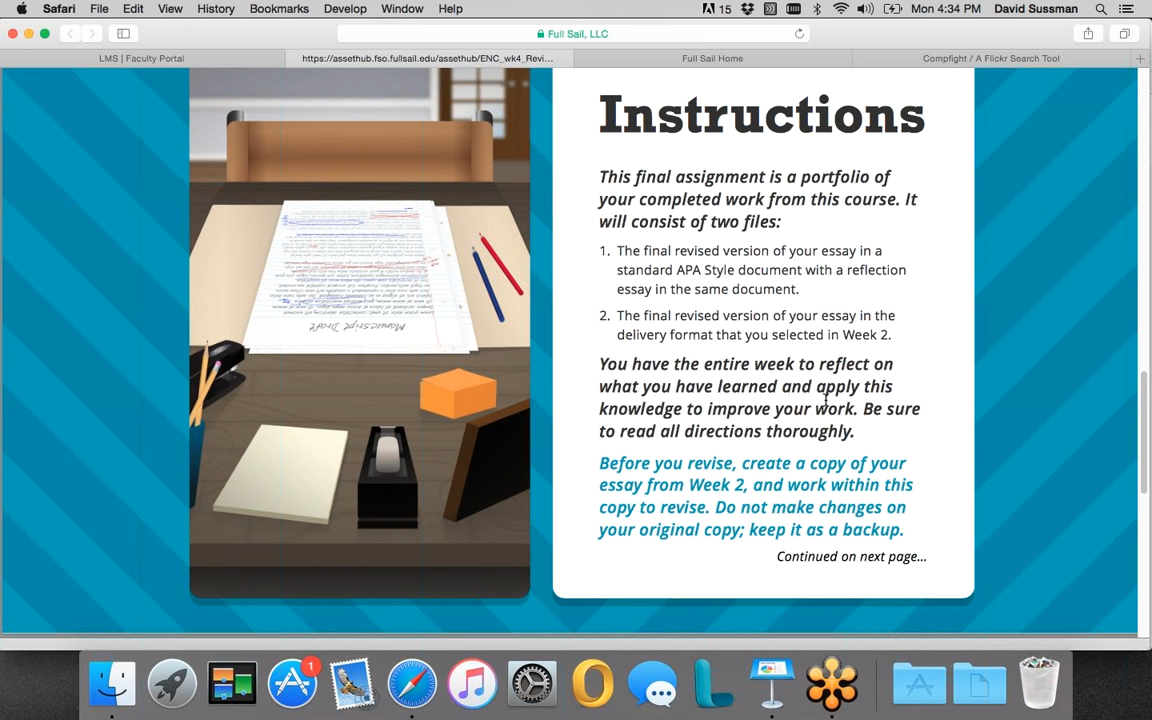 Safari File Edit View History Bookmarks Develop Window Help 15 Mon 4:34 PM David Sussman
Full Sail, LLC
LMS | Faculty Portal https://assethub.fso.fullsail.edu/assethub/ENC_wk4_Revi... Full Sail Home Compfight / A Flickr Search Tool
Instructions
This final assignment is a portfolio of
your completed work from this course. It
will consist of two files:
1. The final revised version of your essay in a
standard APA Style document with a reflection
essay in the same document.
2. The final revised version of your essay in the
delivery format that you selected in Week 2.
You have the entire week to reflect on
what you have learned and apply this
knowledge to improve your work. Be sure
to read all directions thoroughly.
Before you revise, create a copy of your
essay from Week 2, and work within this
copy to revise. Do not make changes on
your original copy; keep it as a backup.
Continued on next page...
Manuscript Draft
1